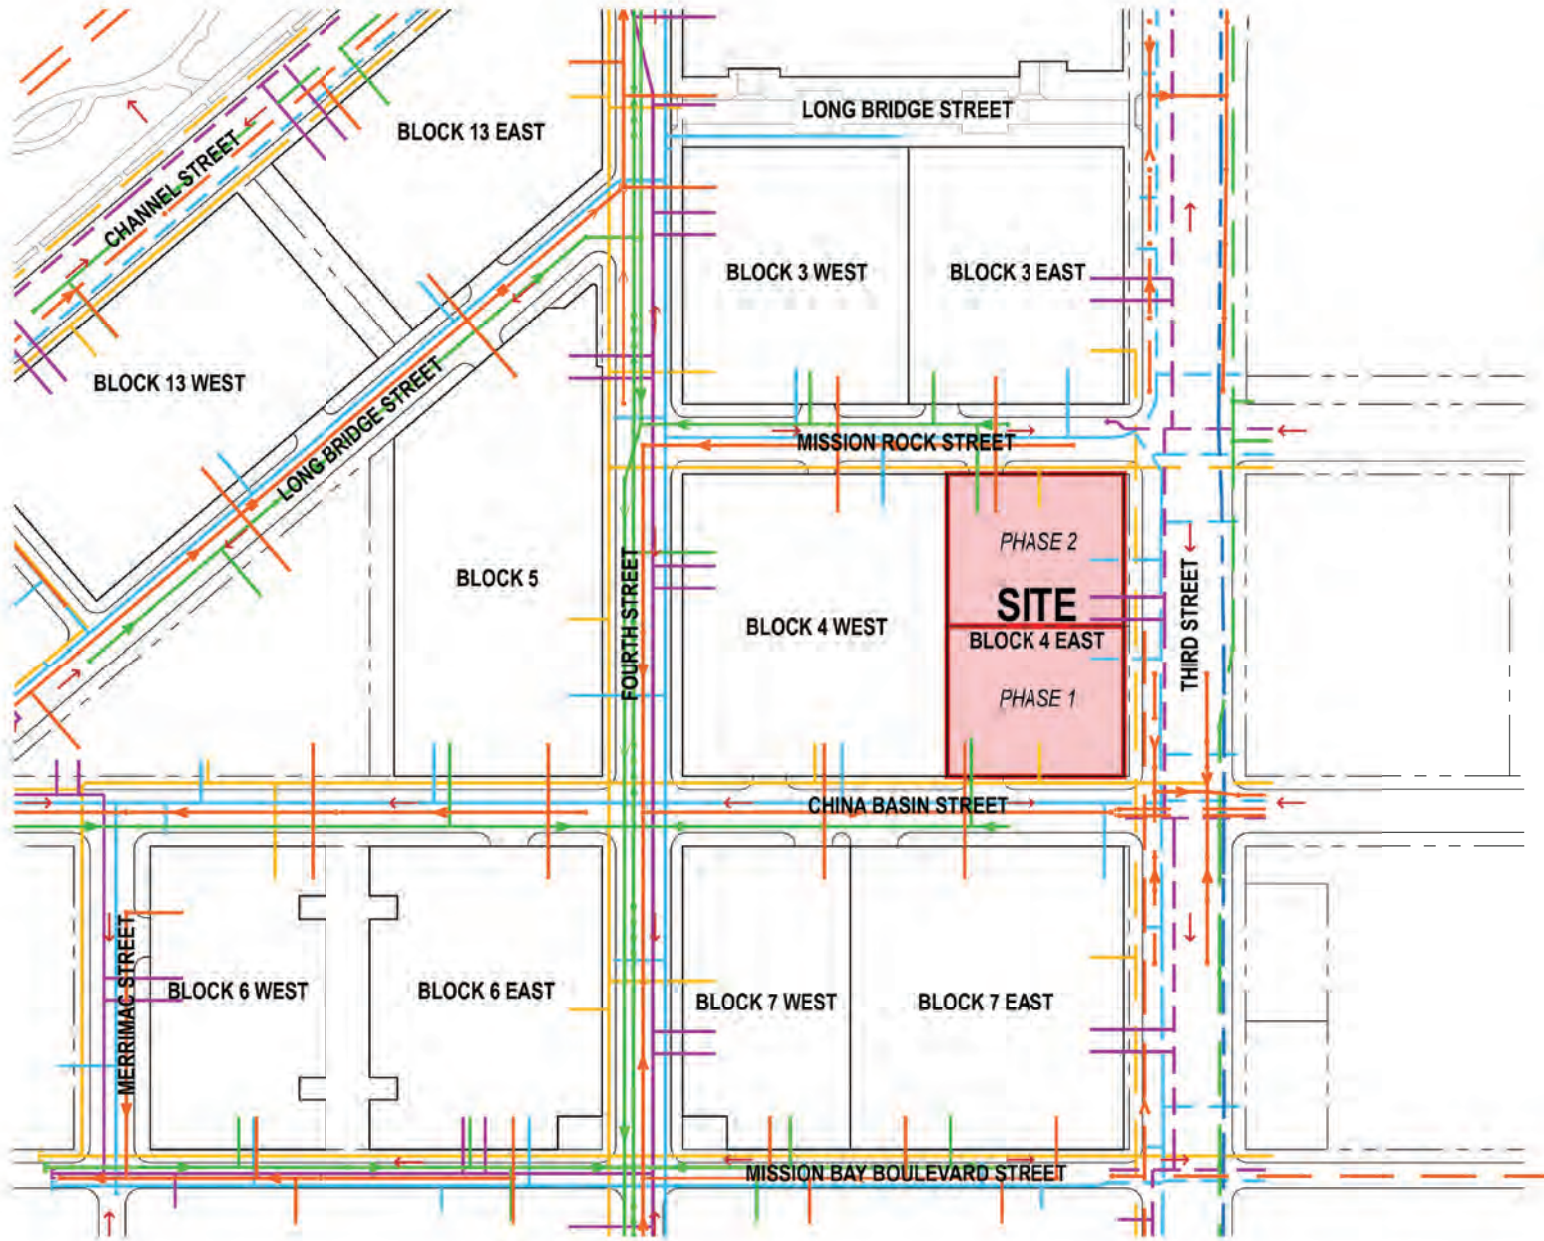 LONG BRIDGE STREET
BLOCK 13 EAST
CHANNEL STREET
BLOCK 3 WEST
BLOCK 3 EAST
BLOCK 13 WEST
LONG BRIDGE STREET
MISSION ROCK STREET
PHASE 2
BLOCK 5
FOURTH STREET
SITE
THIRD STREET
BLOCK 4 WEST
BLOCK 4 EAST
PHASE 1
CHINA BASIN STREET
MERRIMAC STREET
BLOCK 6 WEST
BLOCK 6 EAST
BLOCK 7 WEST
BLOCK 7 EAST
MISSION BAY BOULEVARD STREET